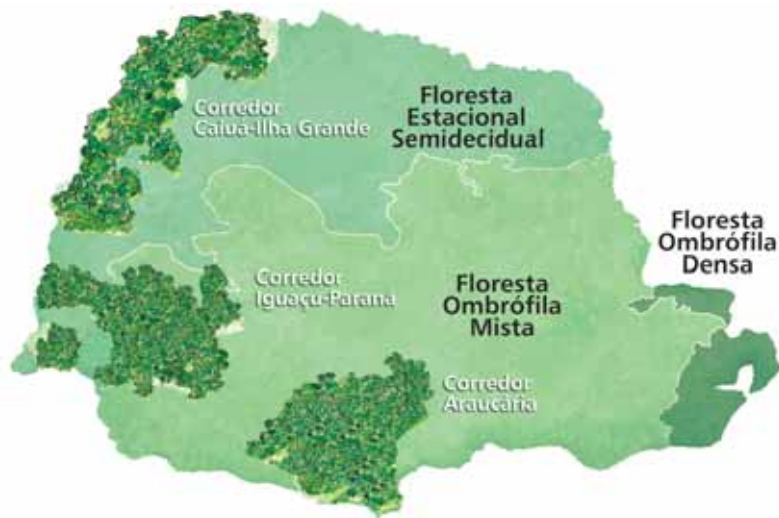 Corredor
Caiuá-Ilha Grande
Floresta
Estacional
Semidecidual
Floresta
Ombrófila
Densa
Corredor
Iguaçu-Paraná
Floresta
Ombrófila
Mista
Corredor
Araucária